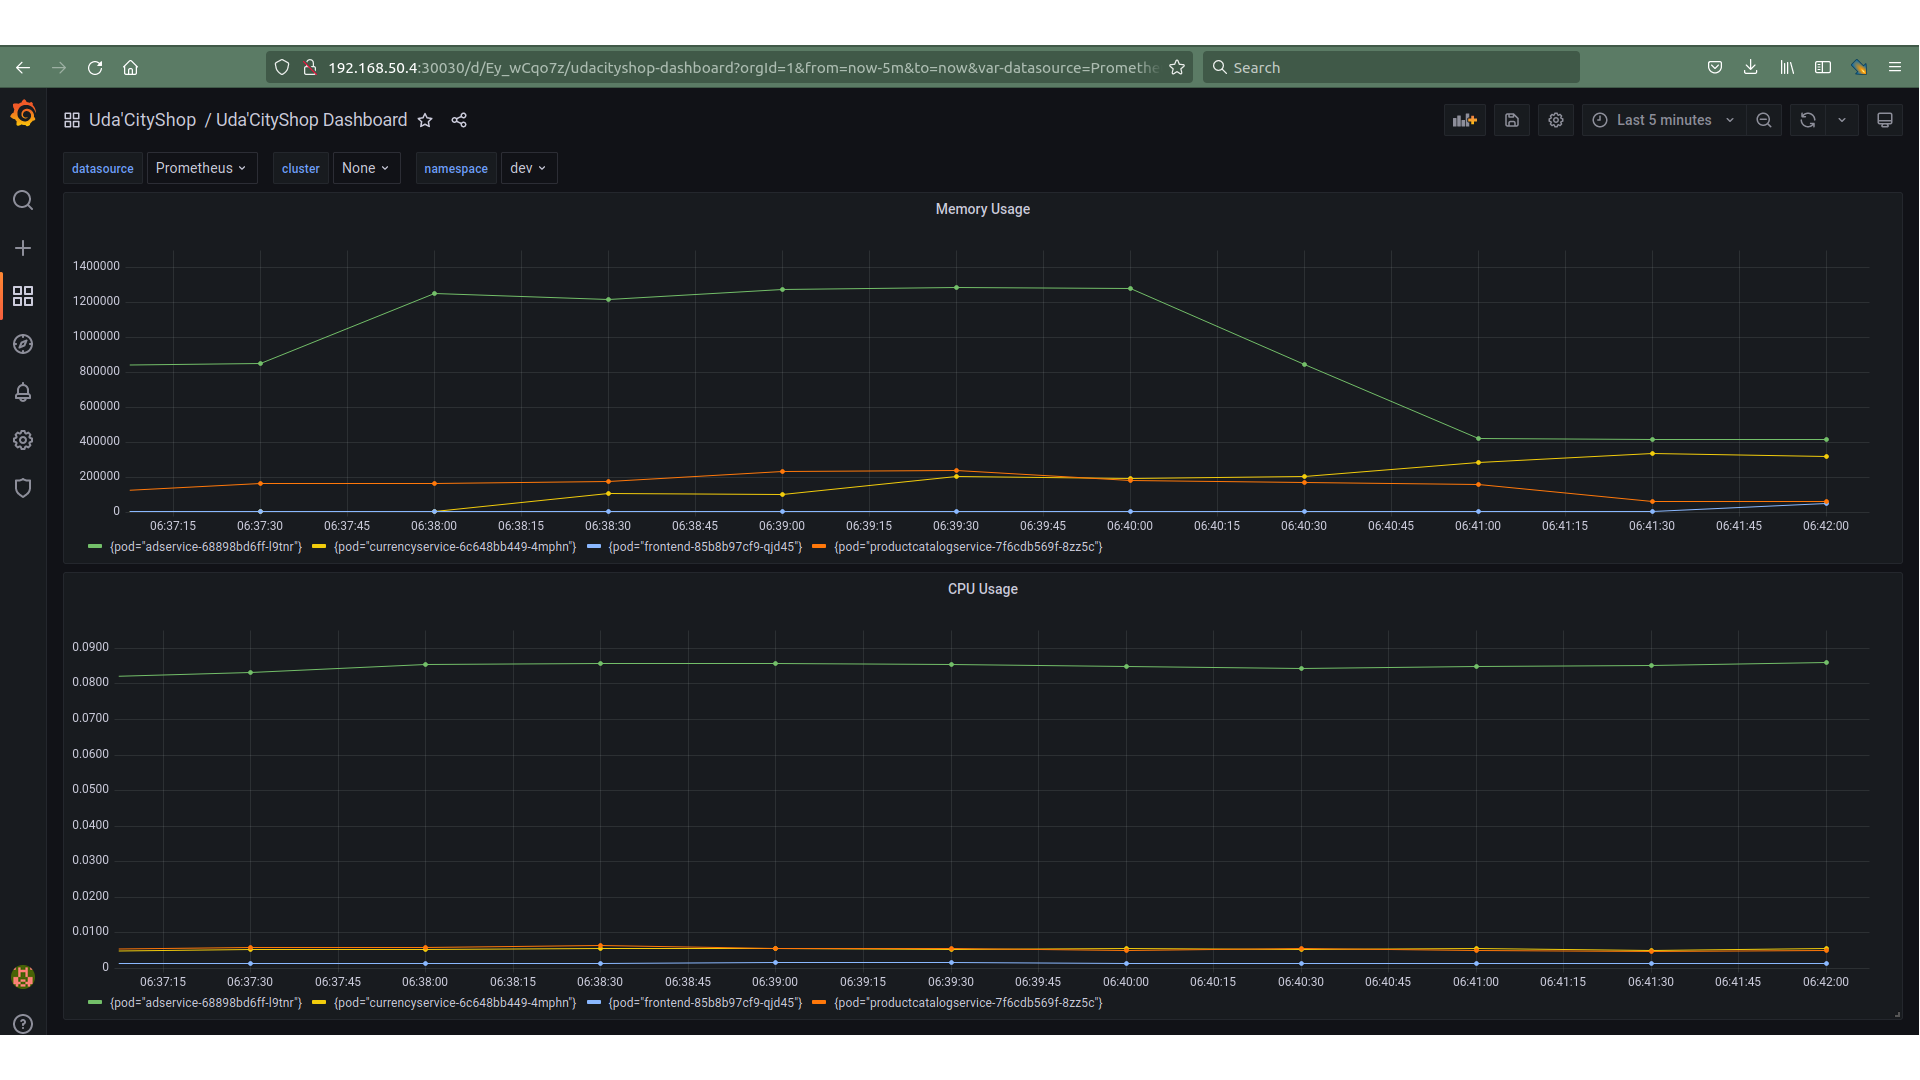 192.168.50.4:30030/d/Ey_wCqo7z/udacityshop-dashboard?orgId=1&from=now-5m&to=now&var-datasource=Promethe
Search
Uda'CityShop / Uda'CityShop Dashboard
Last 5 minutes
datasource Prometheus cluster None namespace dev
Memory Usage
1400000
1200000
1000000
800000
600000
400000
200000
0
06:37:15 06:37:30 06:37:45 06:38:00 06:38:15 06:38:30 06:38:45 06:39:00 06:39:15 06:39:30 06:39:45 06:40:00 06:40:15 06:40:30 06:40:45 06:41:00 06:41:15 06:41:30 06:41:45 06:42:00
{pod="adservice-68898bd6ff-l9tnr"} {pod="currencyservice-6c648bb449-4mphn"} {pod="frontend-85b8b97cf9-qjd45"} {pod="productcatalogservice-7f6cdb569f-8zz5c"}
CPU Usage
0.0900
0.0800
0.0700
0.0600
0.0500
0.0400
0.0300
0.0200
0.0100
0
06:37:15 06:37:30 06:37:45 06:38:00 06:38:15 06:38:30 06:38:45 06:39:00 06:39:15 06:39:30 06:39:45 06:40:00 06:40:15 06:40:30 06:40:45 06:41:00 06:41:15 06:41:30 06:41:45 06:42:00
{pod="adservice-68898bd6ff-l9tnr"} {pod="currencyservice-6c648bb449-4mphn"} {pod="frontend-85b8b97cf9-qjd45"} {pod="productcatalogservice-7f6cdb569f-8zz5c"}